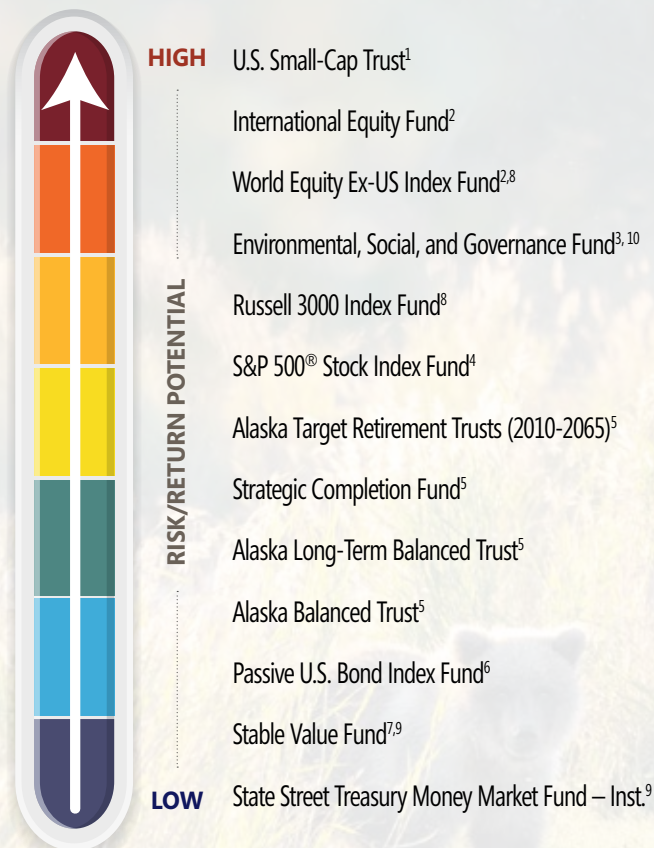 HIGH
U.S. Small-Cap Trust¹
International Equity Fund²
World Equity Ex-US Index Fund²,⁸
Environmental, Social, and Governance Fund³, ¹⁰
Russell 3000 Index Fund⁸
S&P 500® Stock Index Fund⁴
RISK/RETURN POTENTIAL
Alaska Target Retirement Trusts (2010-2065)⁵
Strategic Completion Fund⁵
Alaska Long-Term Balanced Trust⁵
Alaska Balanced Trust⁵
Passive U.S. Bond Index Fund⁶
Stable Value Fund⁷,⁹
LOW
State Street Treasury Money Market Fund – Inst.⁹